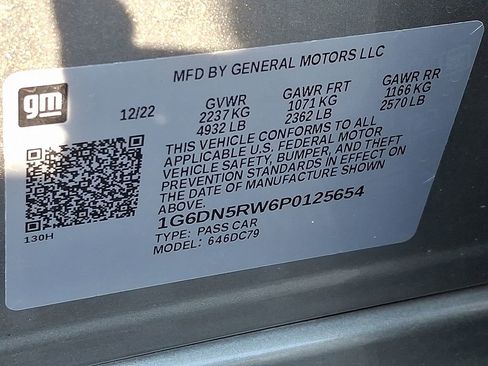 gm
MFD BY GENERAL MOTORS LLC
12/22 GVWR GAWR FRT GAWR RR
2237 KG 1071 KG 1166 KG
4932 LB 2362 LB 2570 LB
THIS VEHICLE CONFORMS TO ALL
APPLICABLE U.S. FEDERAL MOTOR
VEHICLE SAFETY, BUMPER, AND THEFT
PREVENTION STANDARDS IN EFFECT ON
THE DATE OF MANUFACTURE SHOWN
ABOVE.
1G6DN5RW6P0125654
TYPE: PASS CAR
MODEL: 646DC79
130H